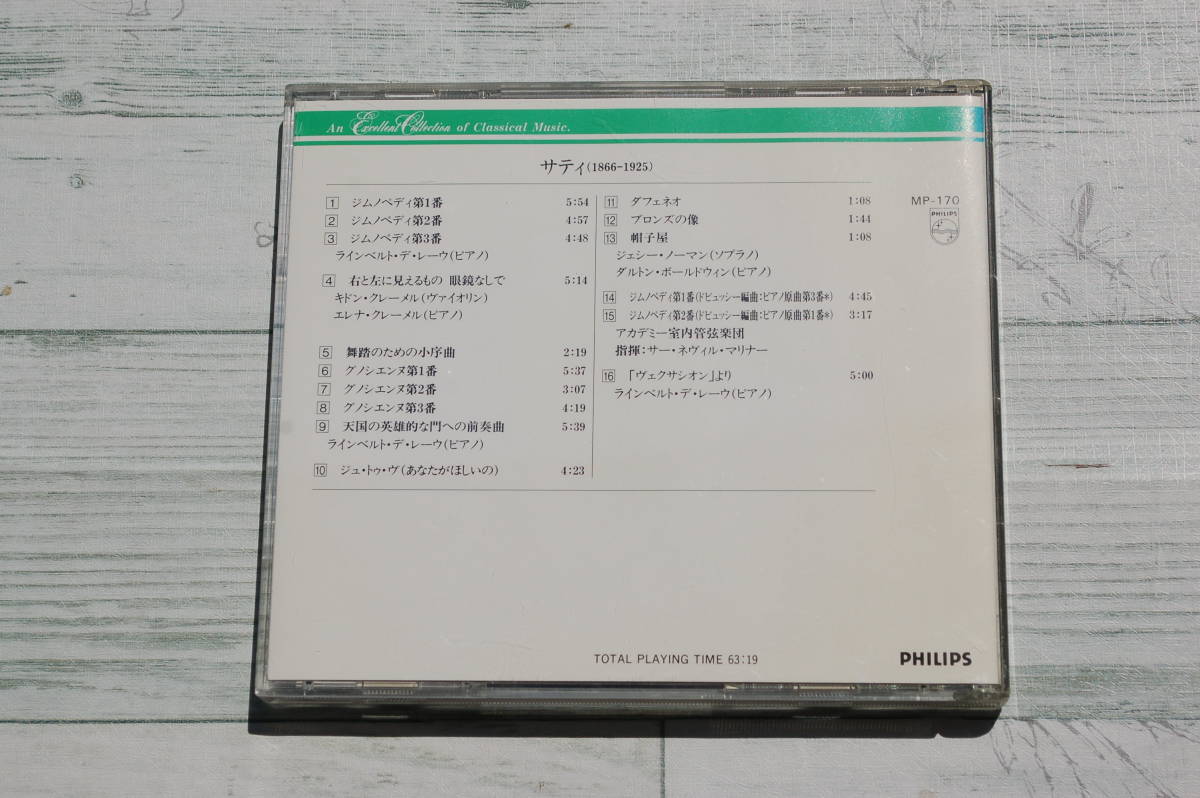 An Excellent Collection of Classical Music.
サティ(1866-1925)
1 ジムノペディ第1番 5:54
2 ジムノペディ第2番 4:57
3 ジムノペディ第3番 4:48
ラインベルト・デ・レーウ(ピアノ)
4 右と左に見えるもの 眼鏡なしで 5:14
キドン・クレーメル(ヴァイオリン)
エレナ・クレーメル(ピアノ)
5 舞踏のための小序曲 2:19
6 グノシエンヌ第1番 5:37
7 グノシエンヌ第2番 3:07
8 グノシエンヌ第3番 4:19
9 天国の英雄的な門への前奏曲 5:39
ラインベルト・デ・レーウ(ピアノ)
10 ジュ・トゥ・ヴ(あなたがほしいの) 4:23
11 ダフェネオ 1:08
12 ブロンズの像 1:44
13 帽子屋 1:08
ジェシー・ノーマン(ソプラノ)
ダルトン・ボールドウィン(ピアノ)
14 ジムノペディ第1番(ドビュッシー編曲:ピアノ原曲第3番*) 4:45
15 ジムノペディ第2番(ドビュッシー編曲:ピアノ原曲第1番*) 3:17
アカデミー室内管弦楽団
指揮:サー・ネヴィル・マリナー
16 「ヴェクサシオン」より 5:00
ラインベルト・デ・レーウ(ピアノ)
MP-170
PHILIPS
TOTAL PLAYING TIME 63:19
PHILIPS